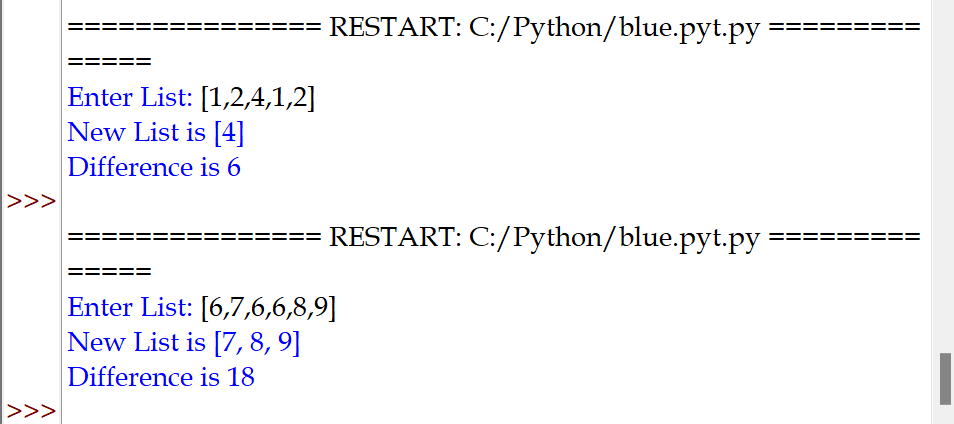 =============== RESTART: C:/Python/blue.pyt.py =========
=====
Enter List: [1,2,4,1,2]
New List is [4]
Difference is 6
>>>
=============== RESTART: C:/Python/blue.pyt.py =========
=====
Enter List: [6,7,6,6,8,9]
New List is [7, 8, 9]
Difference is 18
>>>